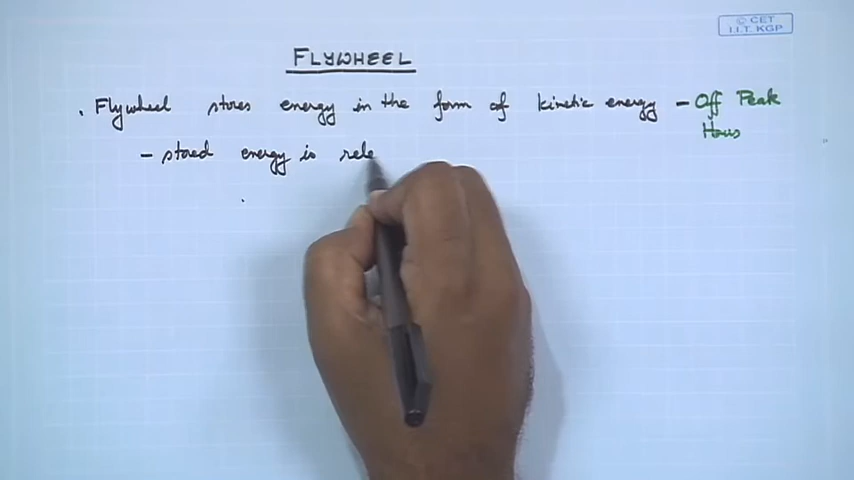 © CET
I.I.T. KGP
FLYWHEEL
. Flywheel stores energy in the form of kinetic energy - Off Peak
Hours
- stored energy is rele